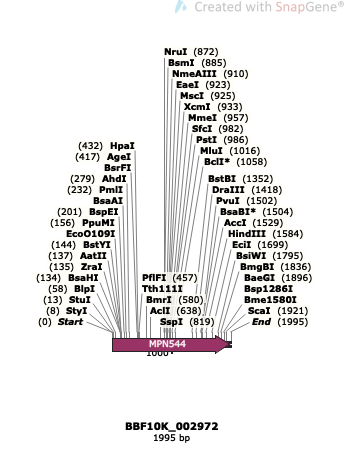 Created with SnapGene®
NruI (872)
BsmI (885)
NmeAIII (910)
EaeI (923)
MscI (925)
XcmI (933)
MmeI (957)
SfcI (982)
PstI (986)
MluI (1016)
BclI* (1058)
(432) HpaI
(417) AgeI
BsrFI
(279) AhdI
(232) PmlI
BsaAI
(201) BspEI
(156) PpuMI
EcoO109I
(144) BstYI
(137) AatII
(135) ZraI
(134) BsaHI
(58) BlpI
(13) StuI
(8) StyI
(0) Start
BstBI (1352)
DraIII (1418)
PvuI (1502)
BsaBI* (1504)
AccI (1529)
HindIII (1584)
EciI (1699)
BsiWI (1795)
BmgBI (1836)
BaeGI (1896)
Bsp1286I
Bme1580I
ScaI (1921)
End (1995)
PflFI (457)
Tth111I
BmrI (580)
AclI (638)
SspI (819)
MPN544
1000
BBF10K_002972
1995 bp